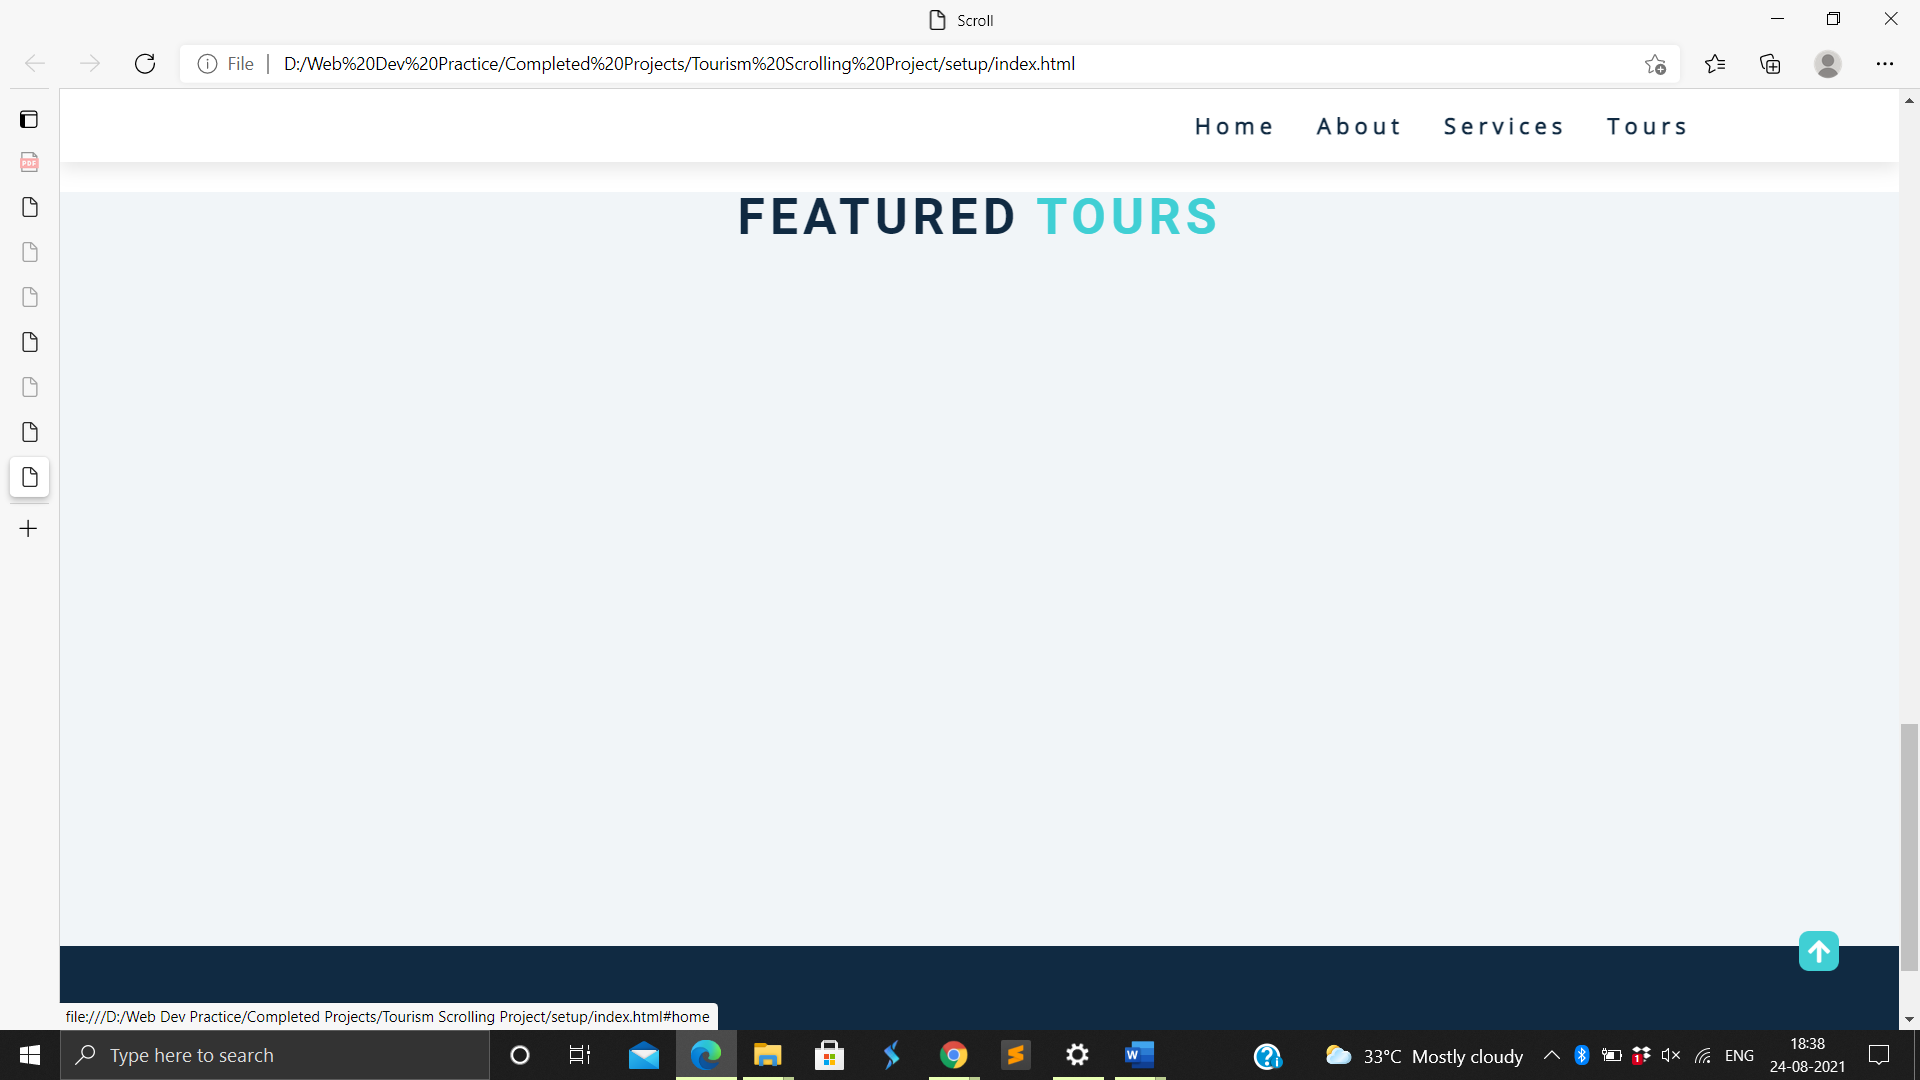 Scroll
File
D:/Web%20Dev%20Practice/Completed%20Projects/Tourism%20Scrolling%20Project/setup/index.html
PDF
Home About Services Tours
FEATURED TOURS
file:///D:/Web Dev Practice/Completed Projects/Tourism Scrolling Project/setup/index.html#home
Type here to search
33°C Mostly cloudy
ENG
18:38
24-08-2021